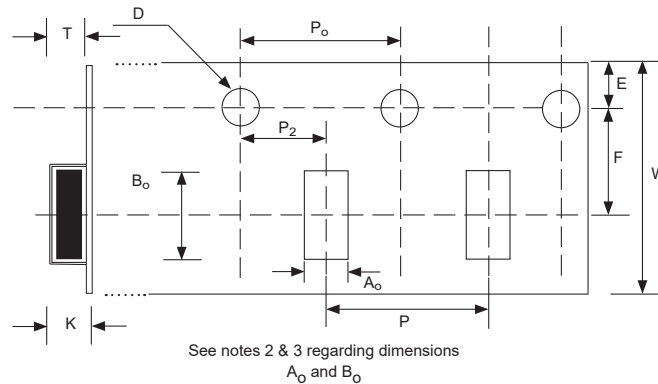 D
T
Pₒ
E
P₂
F
W
Bₒ
Aₒ
K
P
See notes 2 & 3 regarding dimensions
Aₒ and Bₒ